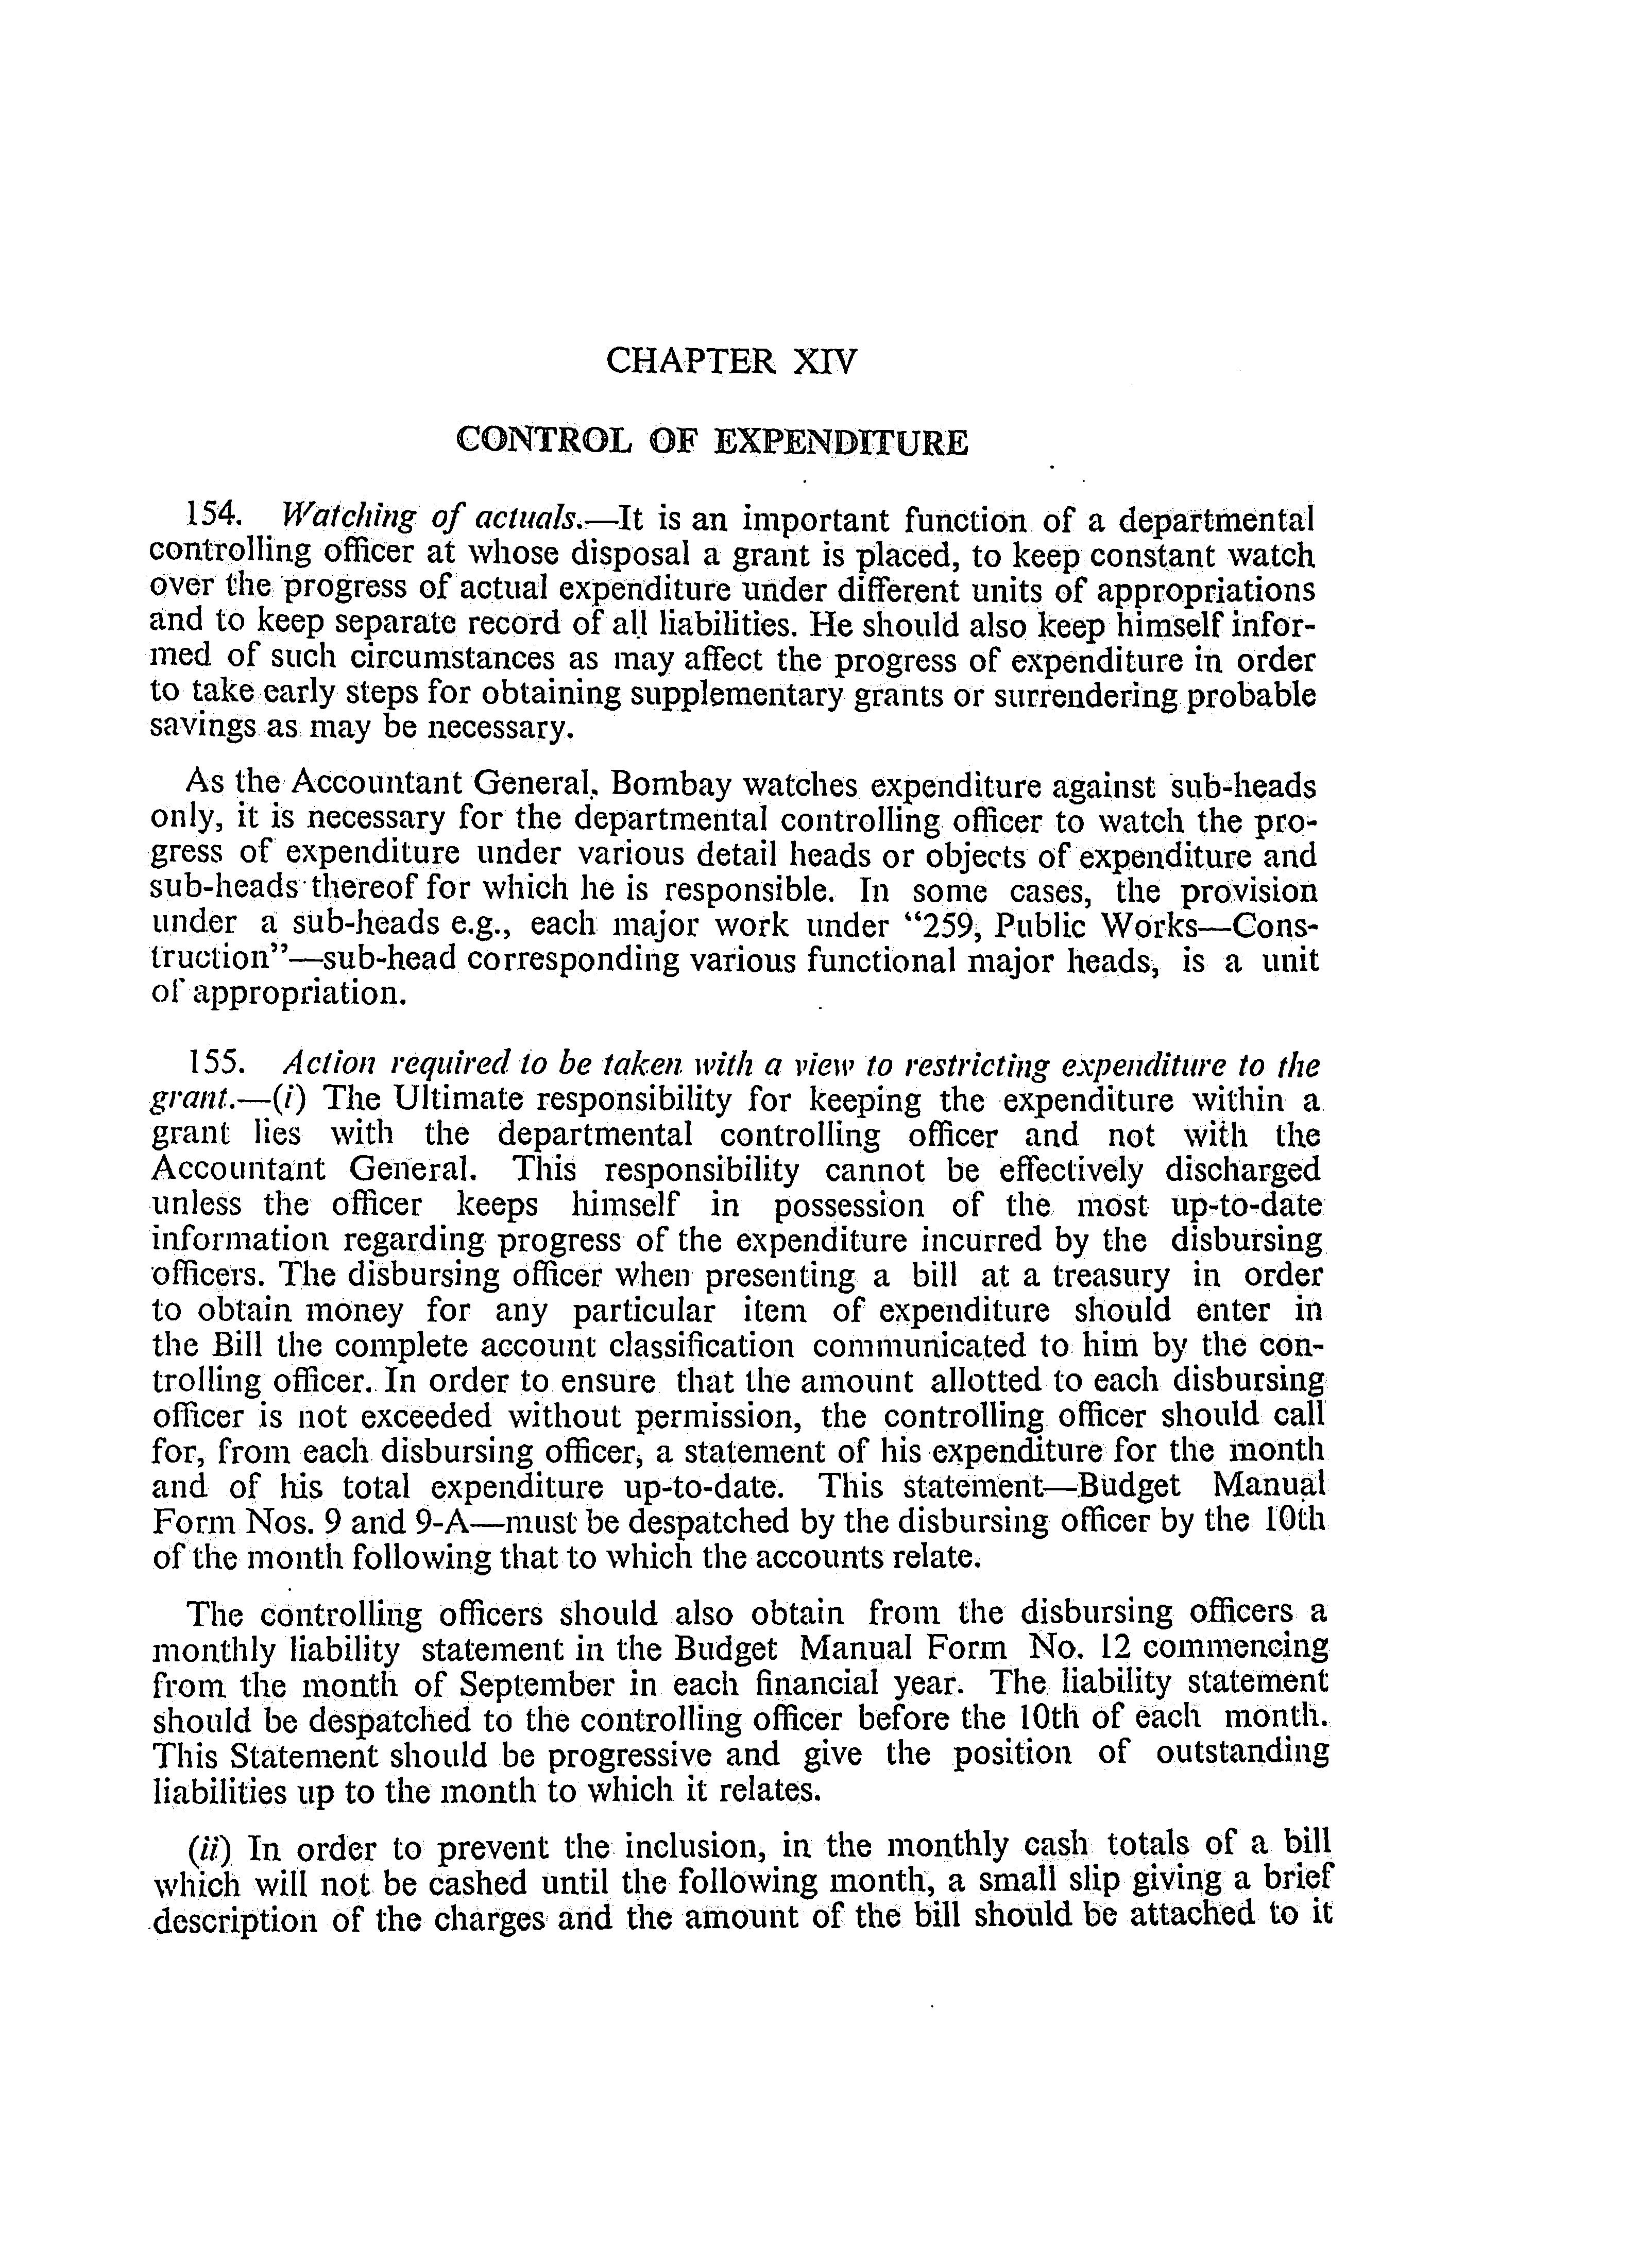 CHAPTER XIV
CONTROL OF EXPENDITURE
154. Watching of actuals.—It is an important function of a departmental
controlling officer at whose disposal a grant is placed, to keep constant watch
over the progress of actual expenditure under different units of appropriations
and to keep separate record of all liabilities. He should also keep himself infor-
med of such circumstances as may affect the progress of expenditure in order
to take early steps for obtaining supplementary grants or surrendering probable
savings as may be necessary.
As the Accountant General, Bombay watches expenditure against sub-heads
only, it is necessary for the departmental controlling officer to watch the pro-
gress of expenditure under various detail heads or objects of expenditure and
sub-heads thereof for which he is responsible. In some cases, the provision
under a sub-heads e.g., each major work under “259, Public Works—Cons-
truction”—sub-head corresponding various functional major heads, is a unit
of appropriation.
155. Action required to be taken with a view to restricting expenditure to the
grant.—(i) The Ultimate responsibility for keeping the expenditure within a
grant lies with the departmental controlling officer and not with the
Accountant General. This responsibility cannot be effectively discharged
unless the officer keeps himself in possession of the most up-to-date
information regarding progress of the expenditure incurred by the disbursing
officers. The disbursing officer when presenting a bill at a treasury in order
to obtain money for any particular item of expenditure should enter in
the Bill the complete account classification communicated to him by the con-
trolling officer. In order to ensure that the amount allotted to each disbursing
officer is not exceeded without permission, the controlling officer should call
for, from each disbursing officer, a statement of his expenditure for the month
and of his total expenditure up-to-date. This statement—Budget Manual
Form Nos. 9 and 9-A—must be despatched by the disbursing officer by the 10th
of the month following that to which the accounts relate.
The controlling officers should also obtain from the disbursing officers a
monthly liability statement in the Budget Manual Form No. 12 commencing
from the month of September in each financial year. The liability statement
should be despatched to the controlling officer before the 10th of each month.
This Statement should be progressive and give the position of outstanding
liabilities up to the month to which it relates.
(ii) In order to prevent the inclusion, in the monthly cash totals of a bill
which will not be cashed until the following month, a small slip giving a brief
description of the charges and the amount of the bill should be attached to it